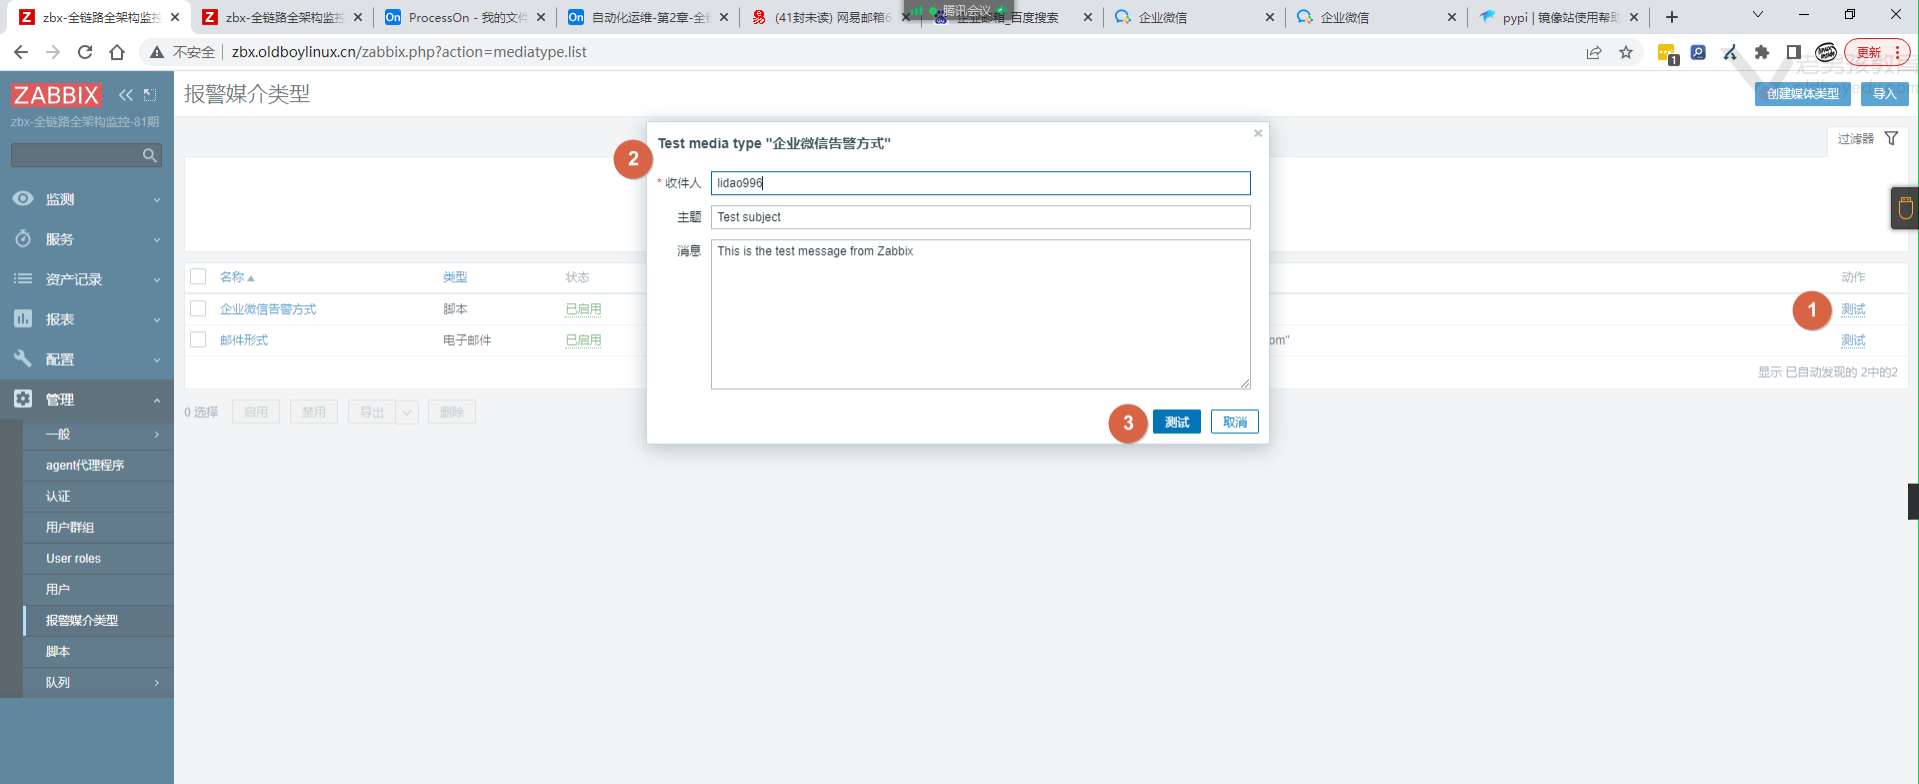 zbx-全链路全架构监控
zbx-全链路全架构监控
ProcessOn - 我的文件
自动化运维-第2章-全
(41封未读) 网易邮箱6
企业邮箱_百度搜索
企业微信
企业微信
pypi | 镜像站使用帮助
腾讯会议
不安全
zbx.oldboylinux.cn/zabbix.php?action=mediatype.list
1
更新
老男孩教育
ZABBIX
zbx-全链路全架构监控-81期
报警媒介类型
创建媒体类型
导入
过滤器
监测
服务
资产记录
报表
配置
管理
一般
agent代理程序
认证
用户群组
User roles
用户
报警媒介类型
脚本
队列
2
Test media type "企业微信告警方式"
* 收件人
lidao996
主题
Test subject
消息
This is the test message from Zabbix
3
测试
取消
名称
类型
状态
动作
企业微信告警方式
脚本
已启用
1
测试
邮件形式
电子邮件
已启用
om"
测试
显示 已自动发现的 2中的2
0 选择
启用
禁用
导出
删除